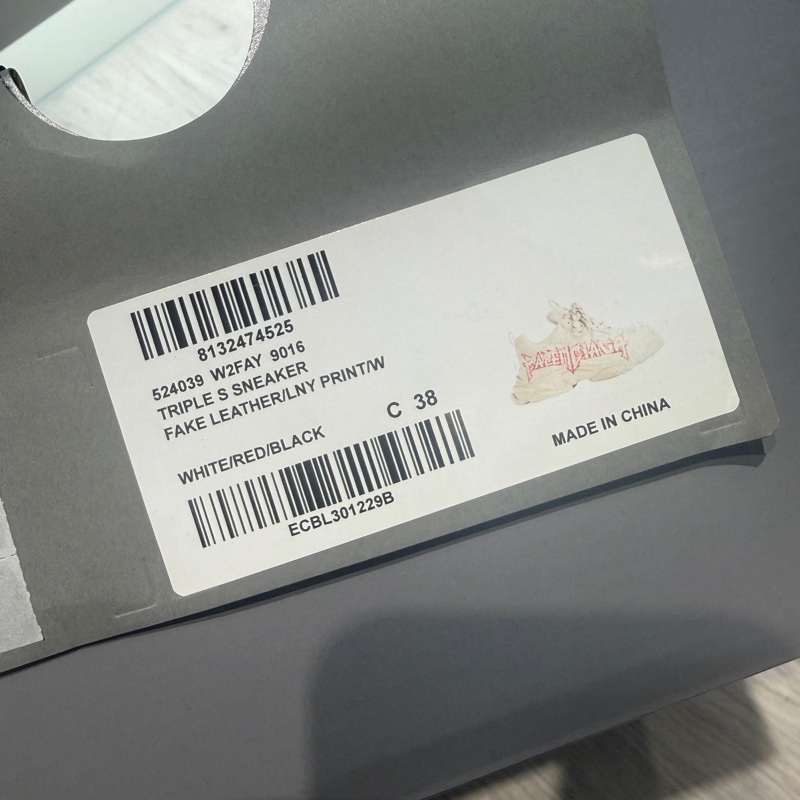 8132474525
524039 W2FAY 9016
TRIPLE S SNEAKER
FAKE LEATHER/LNY PRINT/W
C 38
WHITE/RED/BLACK
ECBL301229B
MADE IN CHINA